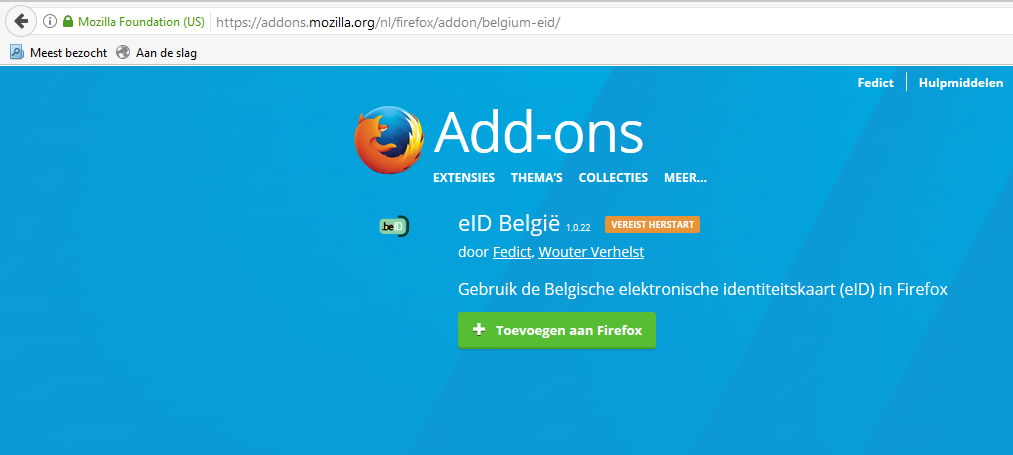 Mozilla Foundation (US) https://addons.mozilla.org/nl/firefox/addon/belgium-eid/
Meest bezocht Aan de slag
Fedict Hulpmiddelen
Add-ons
EXTENSIES THEMA'S COLLECTIES MEER...
.beID eID België 1.0.22 VEREIST HERSTART
door Fedict, Wouter Verhelst
Gebruik de Belgische elektronische identiteitskaart (eID) in Firefox
Toevoegen aan Firefox